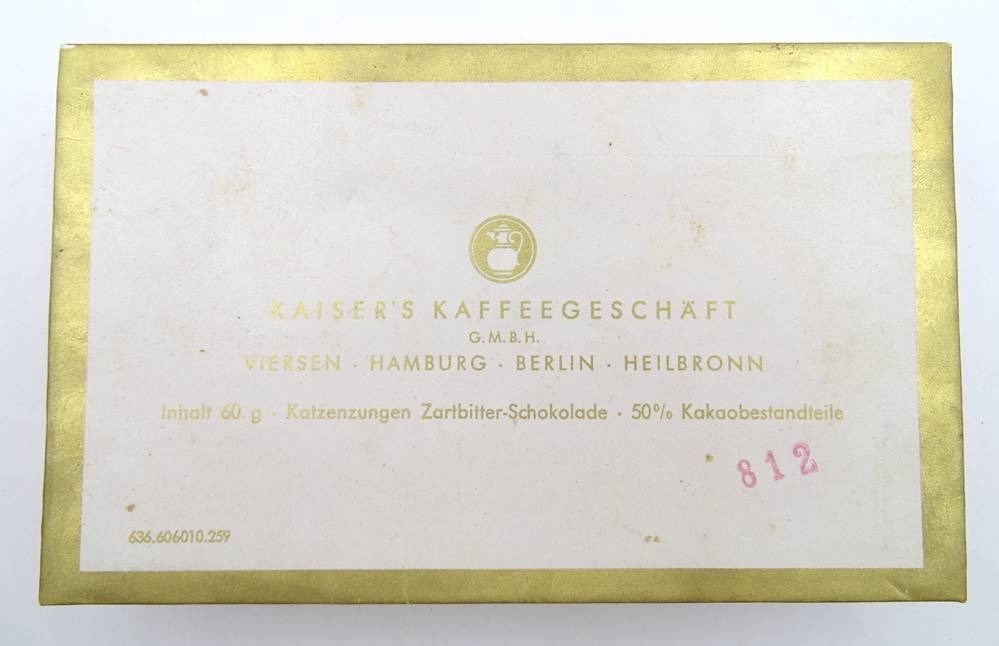 KAISER'S KAFFEEGESCHÄFT
G.M.B.H.
VIERSEN · HAMBURG · BERLIN · HEILBRONN
Inhalt 60 g · Katzenzungen Zartbitter-Schokolade · 50% Kakaobestandteile
812
636.606010.259